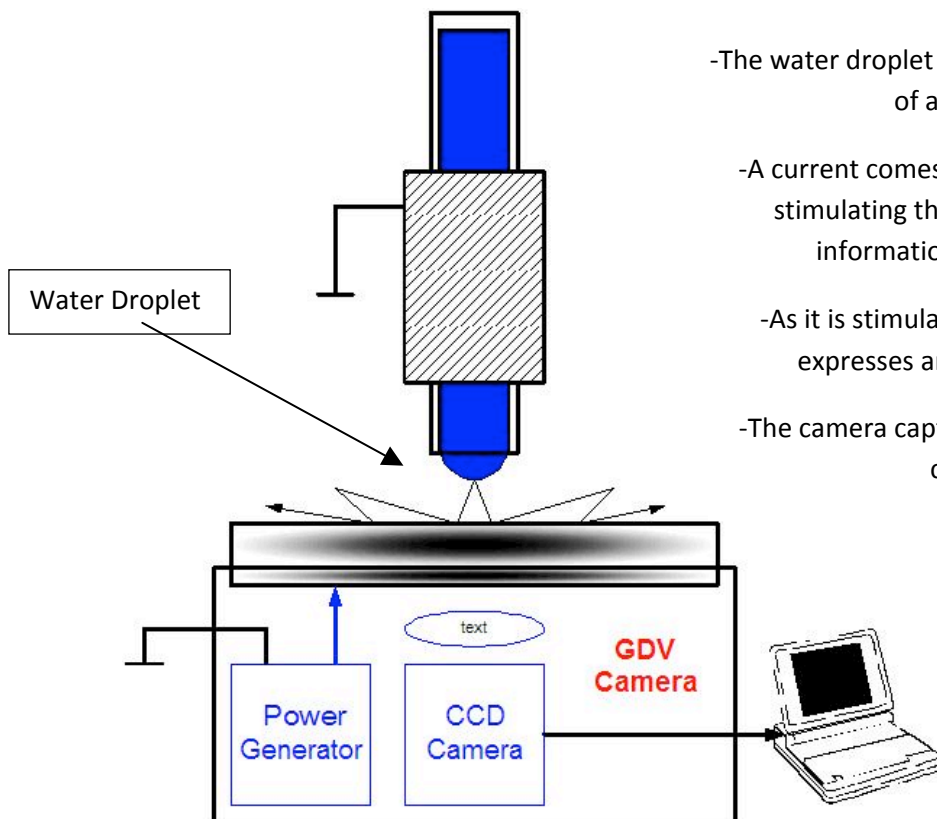 -The water droplet
of a
-A current comes
stimulating th
informatio
-As it is stimula
expresses a
-The camera cap
Water Droplet
text
GDV
Camera
Power
Generator
CCD
Camera